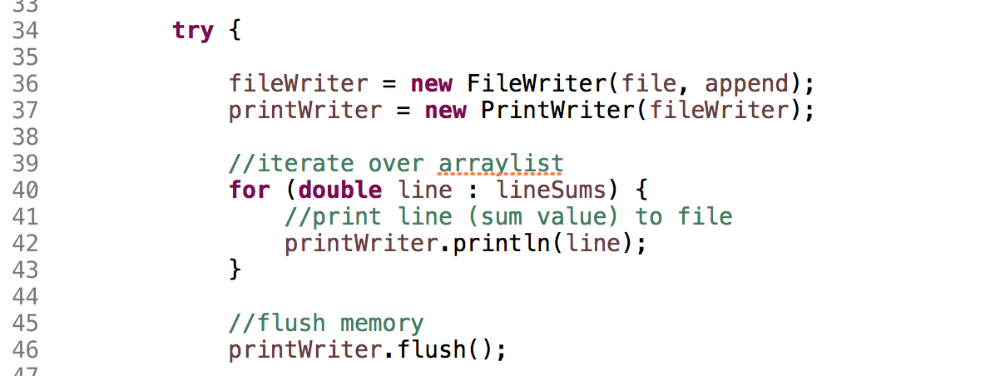 33
34 try {
35
36 fileWriter = new FileWriter(file, append);
37 printWriter = new PrintWriter(fileWriter);
38
39 //iterate over arraylist
40 for (double line : lineSums) {
41 //print line (sum value) to file
42 printWriter.println(line);
43 }
44
45 //flush memory
46 printWriter.flush();
47